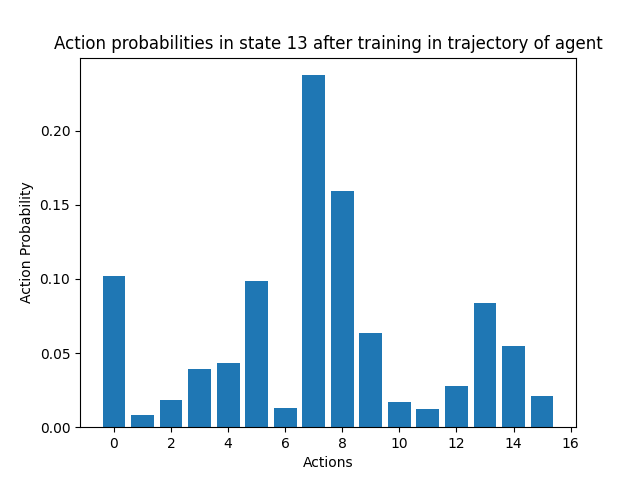 Action probabilities in state 13 after training in trajectory of agent
0.20
0.15
0.10
0.05
0.00
Action Probability
0 2 4 6 8 10 12 14 16
Actions